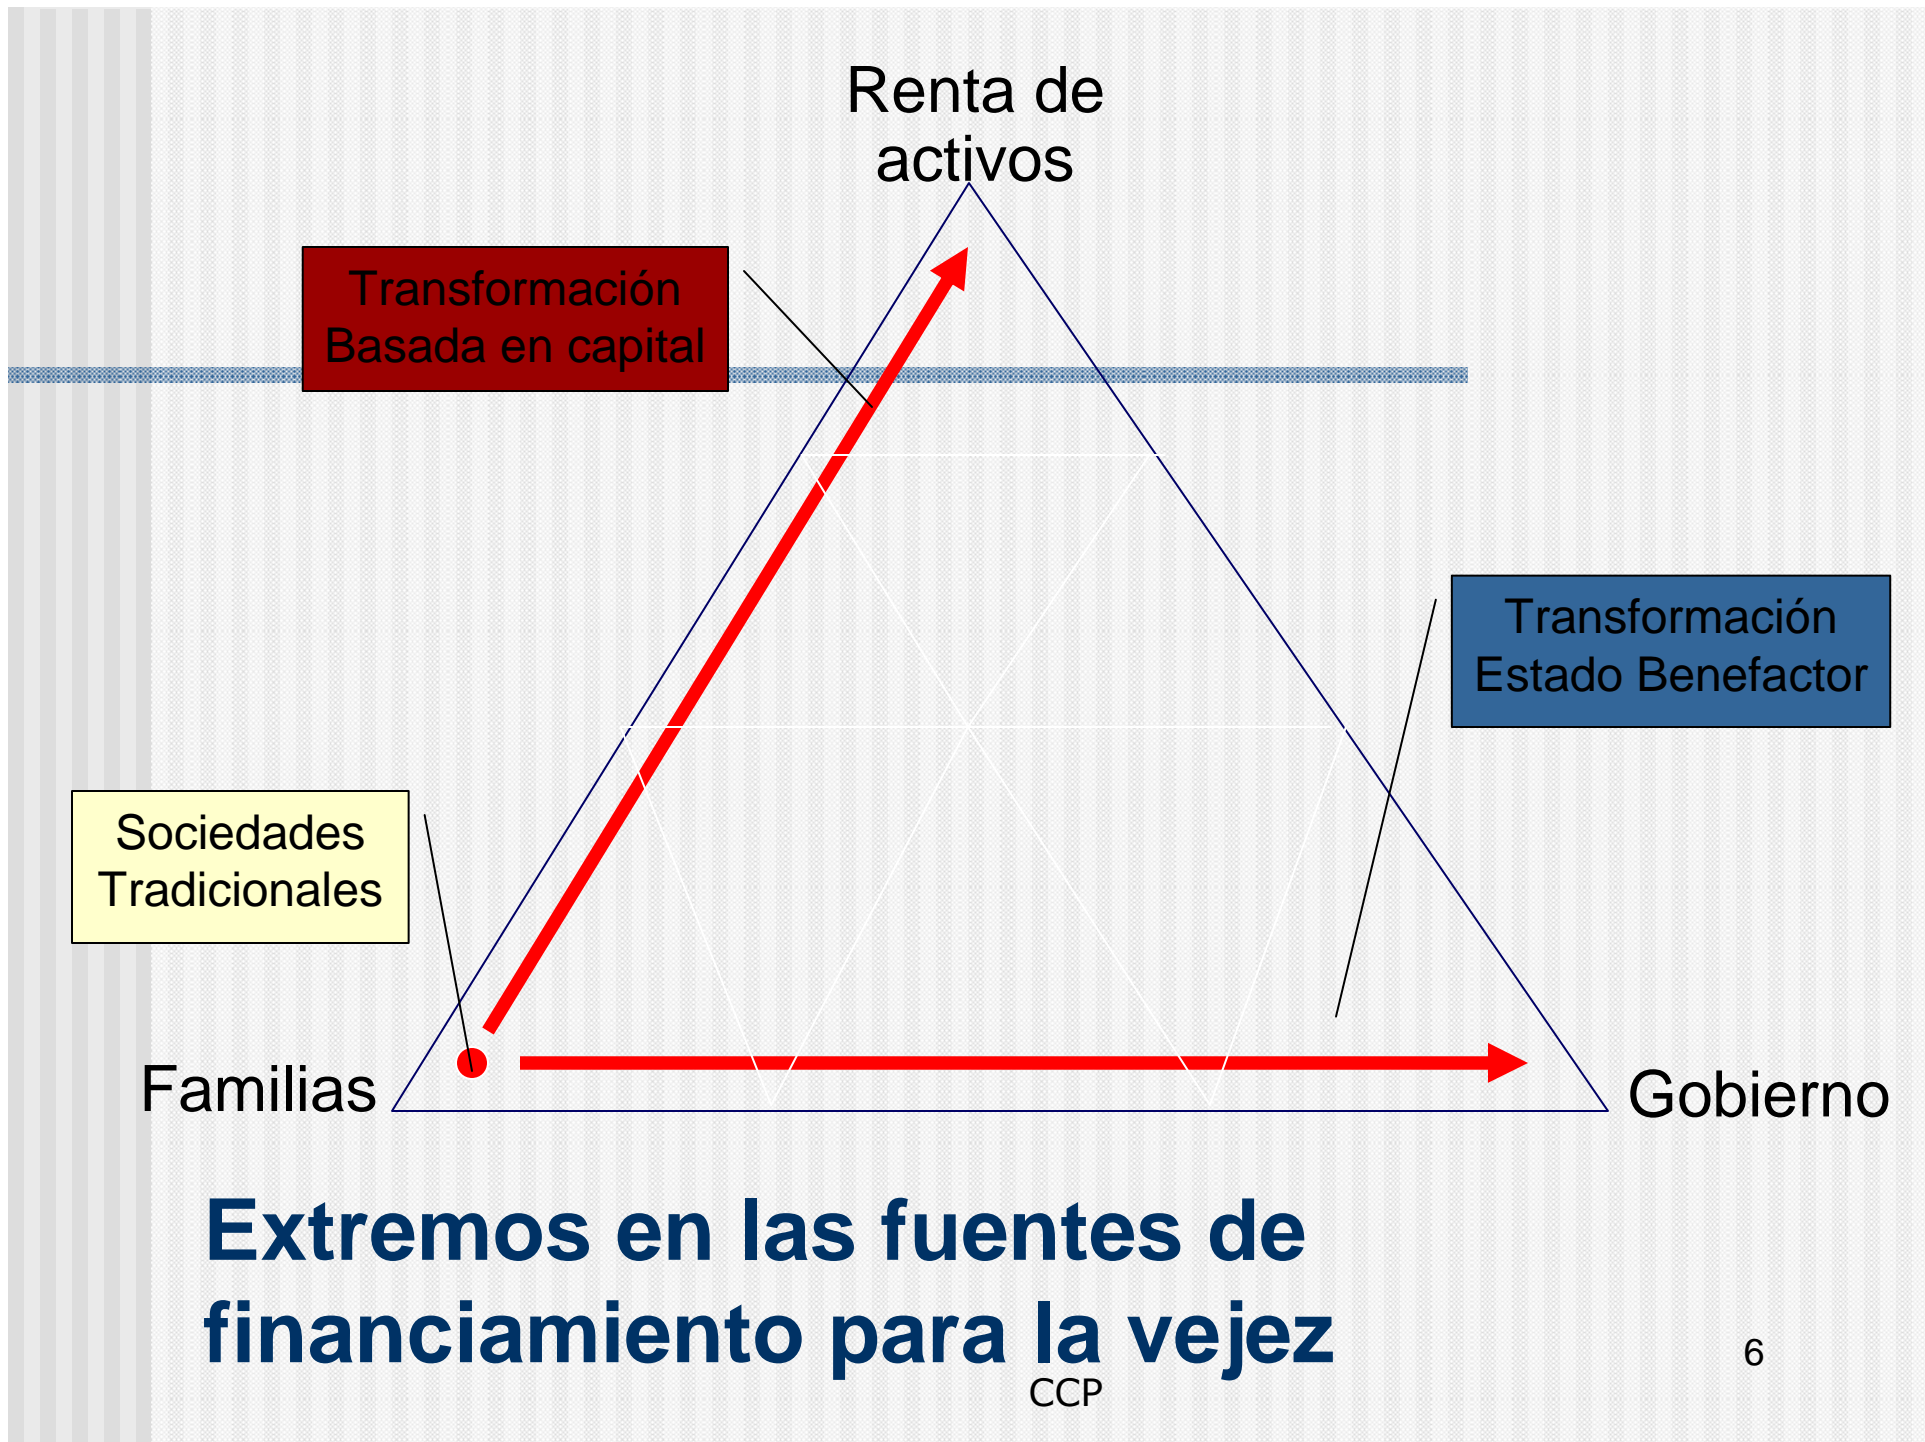 Renta de
activos
Transformación
Basada en capital
Transformación
Estado Benefactor
Sociedades
Tradicionales
Familias
Gobierno
Extremos en las fuentes de
financiamiento para la vejez
6
CCP